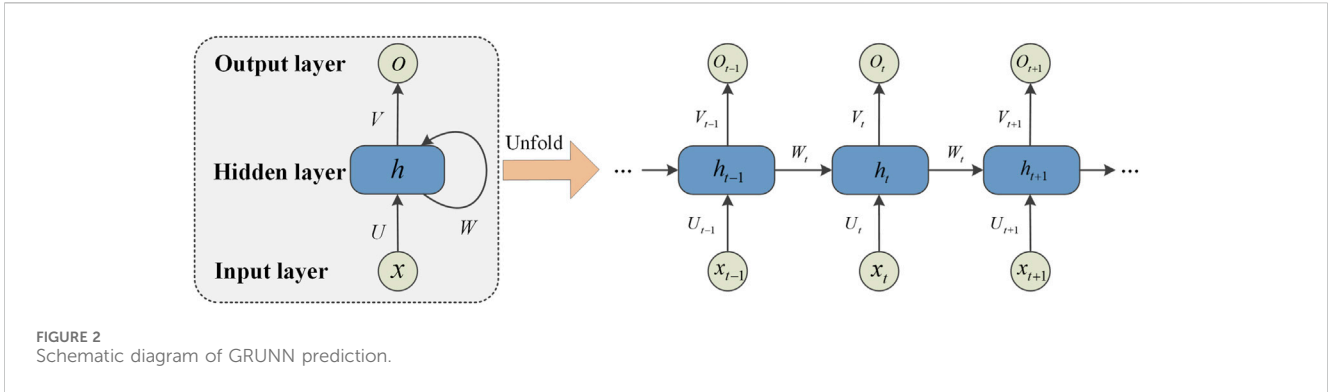 Output layer
O
O_{t-1}
O_t
O_{t+1}
V
V_{t-1}
V_t
V_{t+1}
Unfold
Hidden layer
h
...
h_{t-1}
W_t
h_t
W_t
h_{t+1}
...
U
W
U_{t-1}
U_t
U_{t+1}
Input layer
x
x_{t-1}
x_t
x_{t+1}
FIGURE 2
Schematic diagram of GRUNN prediction.